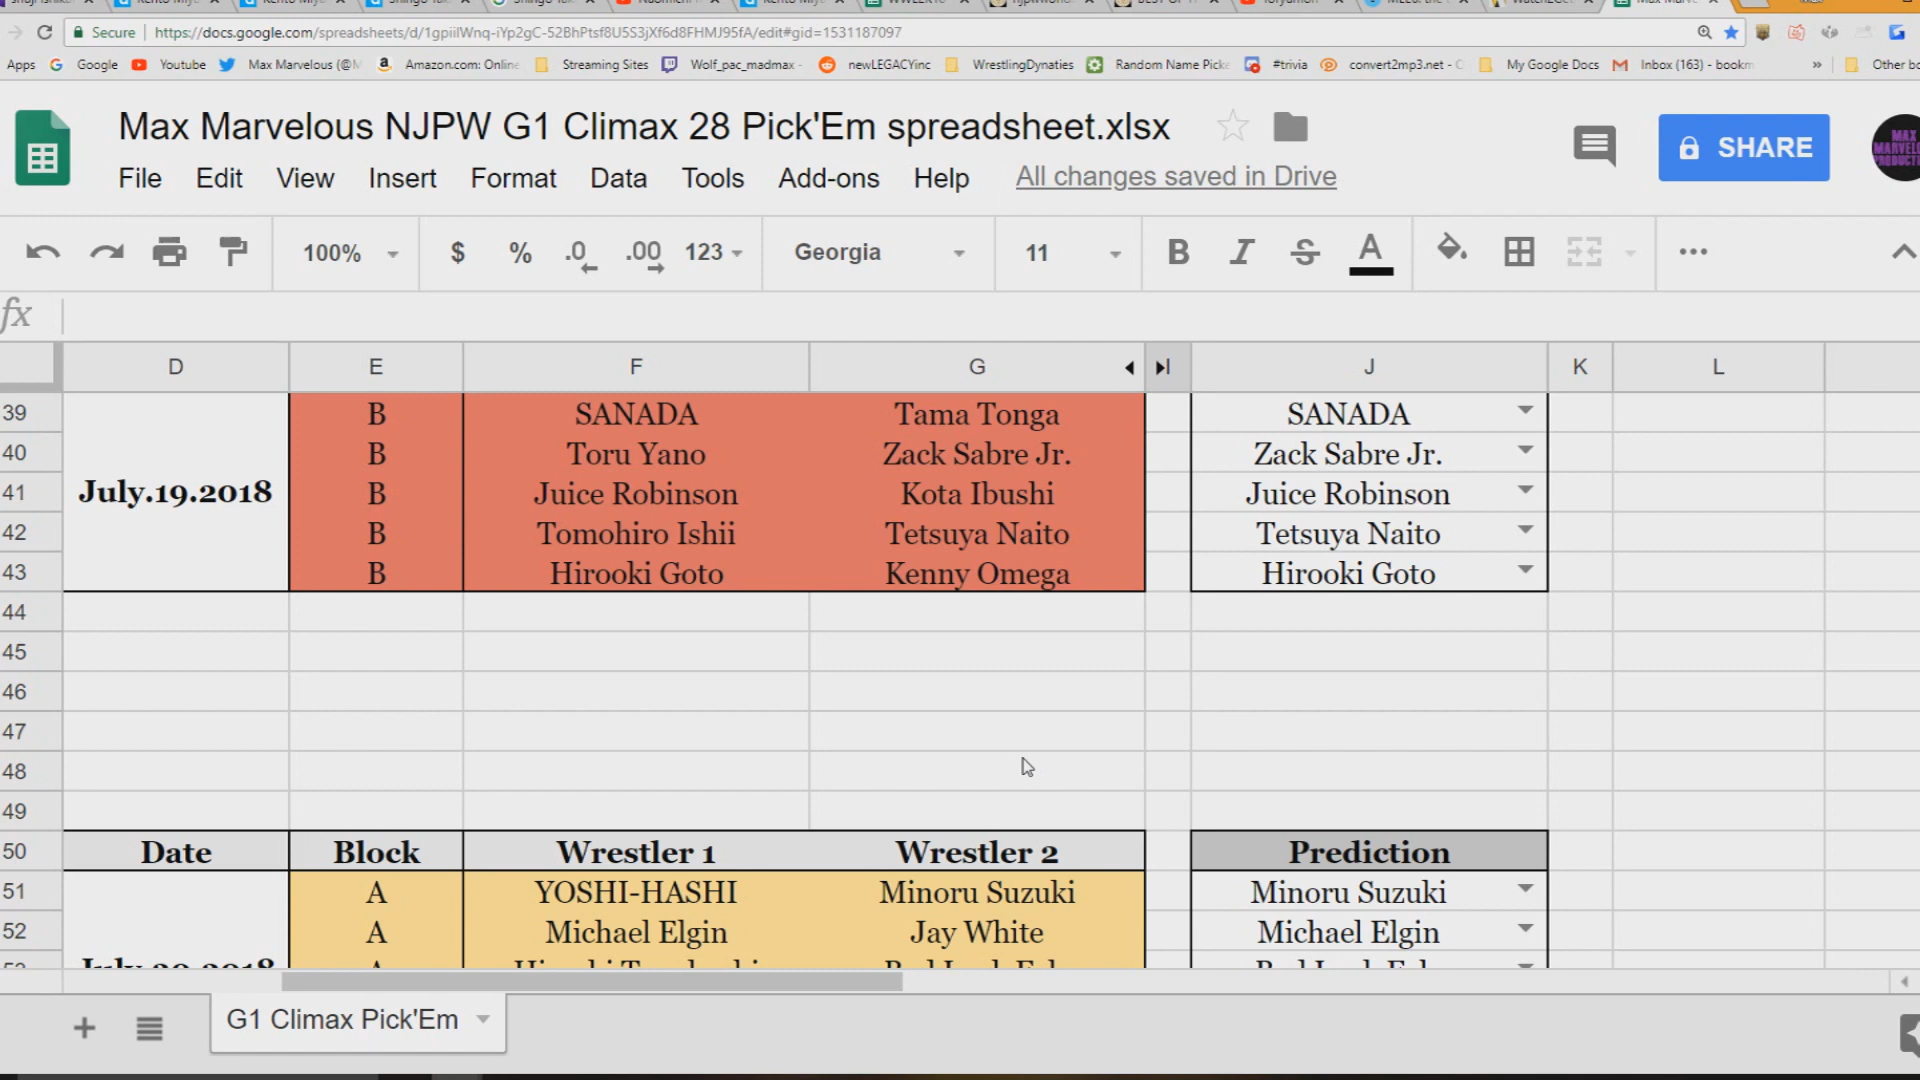 Secure https://docs.google.com/spreadsheets/d/1gpiilWnq-iYp2gC-52BhPtsf8U5S3jXf6d8FHMJ95fA/edit#gid=1531187097
Apps Google Youtube Max Marvelous (@M Amazon.com: Online Streaming Sites Wolf_pac_madmax - newLEGACYinc WrestlingDynaties Random Name Picke #trivia convert2mp3.net - C My Google Docs Inbox (163) - bookm » Other bo
Max Marvelous NJPW G1 Climax 28 Pick'Em spreadsheet.xlsx
SHARE
File Edit View Insert Format Data Tools Add-ons Help All changes saved in Drive
100% $ % .0 .00 123 Georgia 11 B I S A
fx
D E F G J K L
39 B SANADA Tama Tonga SANADA
40 B Toru Yano Zack Sabre Jr. Zack Sabre Jr.
41 July.19.2018 B Juice Robinson Kota Ibushi Juice Robinson
42 B Tomohiro Ishii Tetsuya Naito Tetsuya Naito
43 B Hirooki Goto Kenny Omega Hirooki Goto
44
45
46
47
48
49
50 Date Block Wrestler 1 Wrestler 2 Prediction
51 A YOSHI-HASHI Minoru Suzuki Minoru Suzuki
52 A Michael Elgin Jay White Michael Elgin
G1 Climax Pick'Em